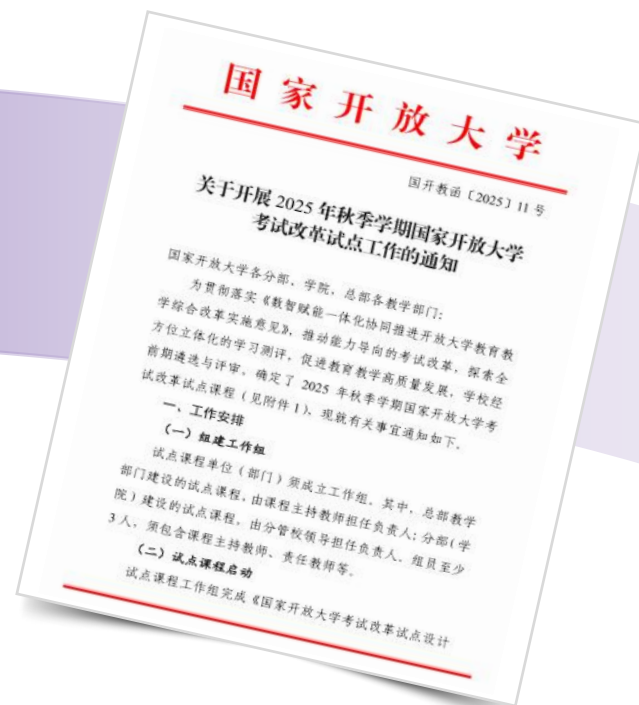 国家开放大学
国开教函〔2025〕11号
关于开展 2025 年秋季学期国家开放大学
考试改革试点工作的通知
国家开放大学各分部、学院，总部各教学部门：
为贯彻落实《数智赋能一体化协同推进开放大学教育教
学综合改革实施意见》，推动能力导向的考试改革，探索全
方位立体化的学习测评，促进教育教学高质量发展，学校经
前期遴选与评审，确定了 2025 年秋季学期国家开放大学考
试改革试点课程（见附件1），现就有关事宜通知如下。
一、工作安排
（一）组建工作组
试点课程单位（部门）须成立工作组。其中，总部教学
部门建设的试点课程，由课程主持教师担任负责人；分部（学
院）建设的试点课程，由分管校领导担任负责人，组员至少
3人，须包含课程主持教师、责任教师等。
（二）试点课程启动
试点课程工作组完成《国家开放大学考试改革试点设计